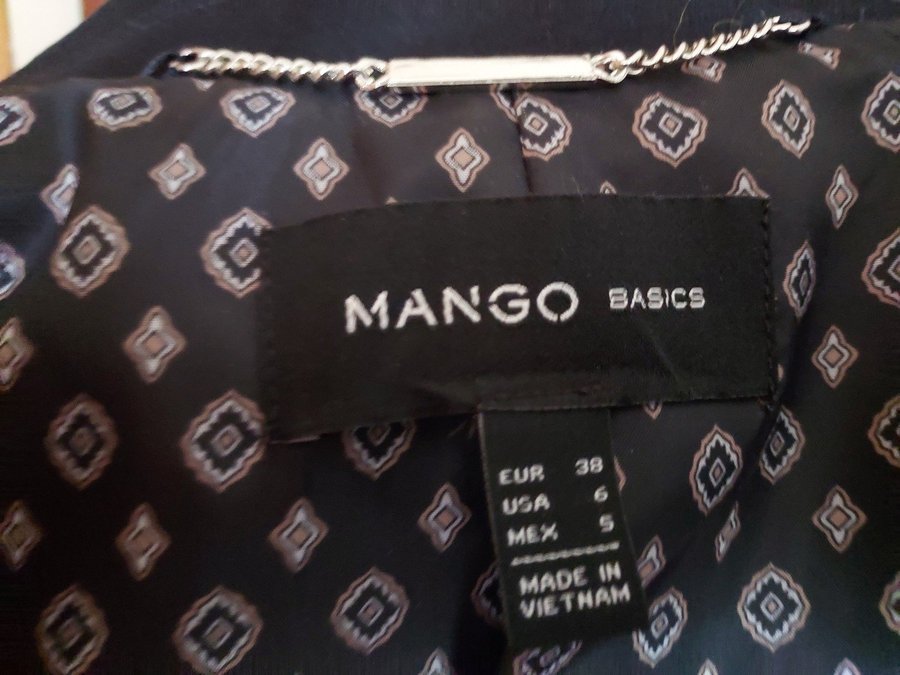 MANGO BASICS
EUR 38
USA 6
MEX S
MADE IN
VIETNAM